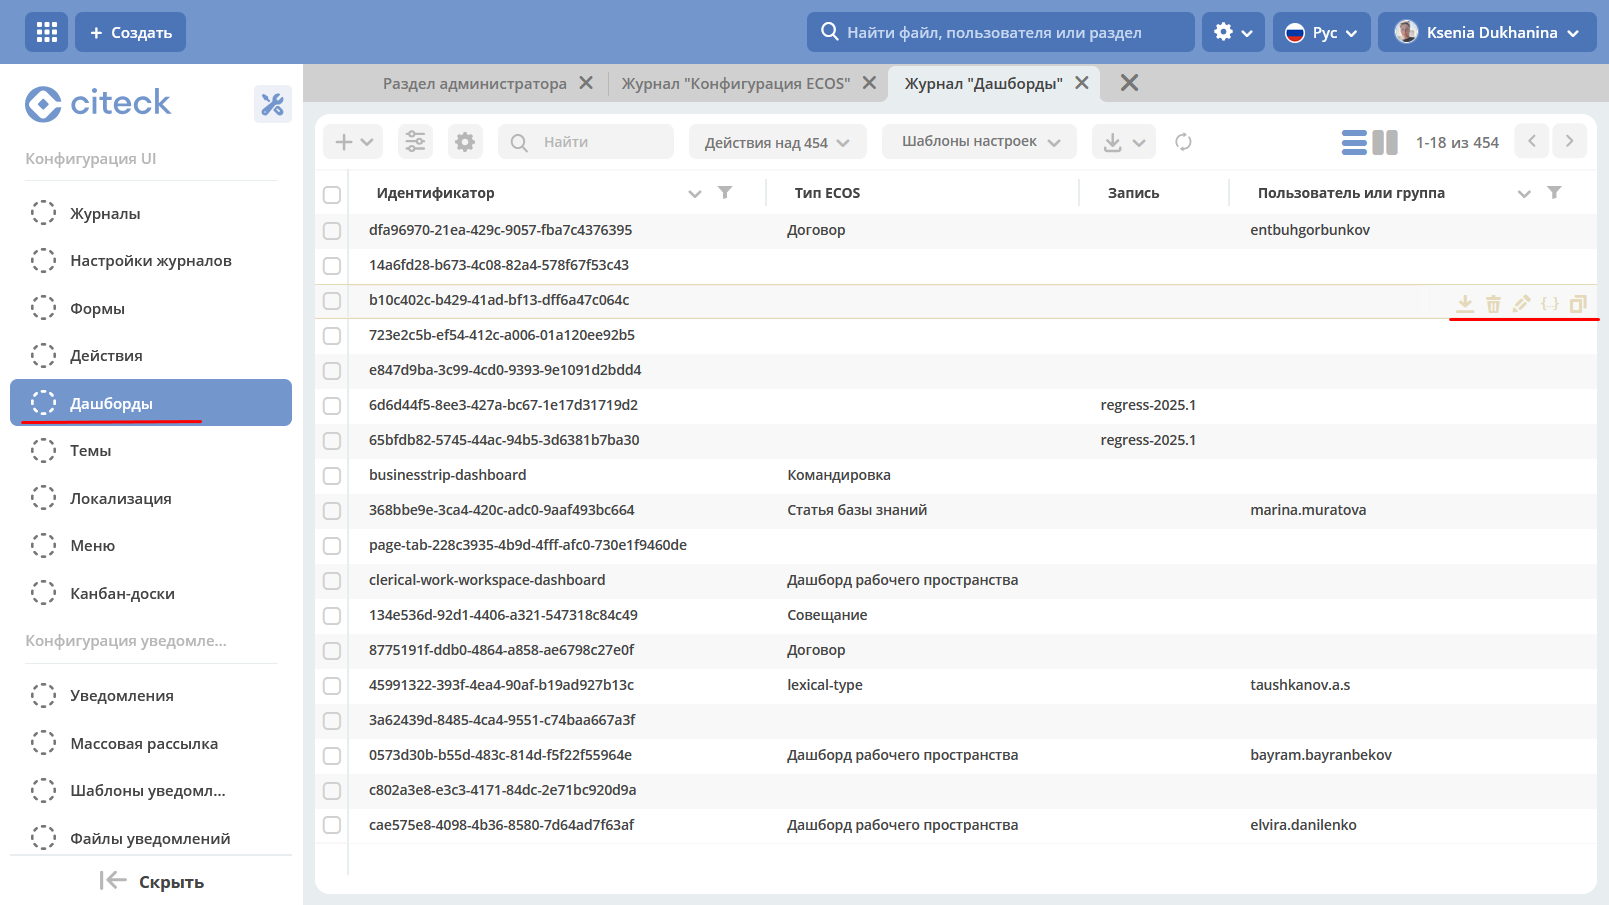 + Создать
Найти файл, пользователя или раздел
Рус
Ksenia Dukhanina
citeck
Раздел администратора
Журнал "Конфигурация ECOS"
Журнал "Дашборды"
Конфигурация UI
Журналы
Настройки журналов
Формы
Действия
Дашборды
Темы
Локализация
Меню
Канбан-доски
Конфигурация уведомле...
Уведомления
Массовая рассылка
Шаблоны уведомл...
Файлы уведомлений
Скрыть
Найти
Действия над 454
Шаблоны настроек
1-18 из 454
Идентификатор Тип ECOS Запись Пользователь или группа
dfa96970-21ea-429c-9057-fba7c4376395 Договор entbuhgorbunkov
14a6fd28-b673-4c08-82a4-578f67f53c43
b10c402c-b429-41ad-bf13-dff6a47c064c
723e2c5b-ef54-412c-a006-01a120ee92b5
e847d9ba-3c99-4cd0-9393-9e1091d2bdd4
6d6d44f5-8ee3-427a-bc67-1e17d31719d2 regress-2025.1
65bfdb82-5745-44ac-94b5-3d6381b7ba30 regress-2025.1
businesstrip-dashboard Командировка
368bbe9e-3ca4-420c-adc0-9aaf493bc664 Статья базы знаний marina.muratova
page-tab-228c3935-4b9d-4fff-afc0-730e1f9460de
clerical-work-workspace-dashboard Дашборд рабочего пространства
134e536d-92d1-4406-a321-547318c84c49 Совещание
8775191f-ddb0-4864-a858-ae6798c27e0f Договор
45991322-393f-4ea4-90af-b19ad927b13c lexical-type taushkanov.a.s
3a62439d-8485-4ca4-9551-c74baa667a3f
0573d30b-b55d-483c-814d-f5f22f55964e Дашборд рабочего пространства bayram.bayranbekov
c802a3e8-e3c3-4171-84dc-2e71bc920d9a
cae575e8-4098-4b36-8580-7d64ad7f63af Дашборд рабочего пространства elvira.danilenko